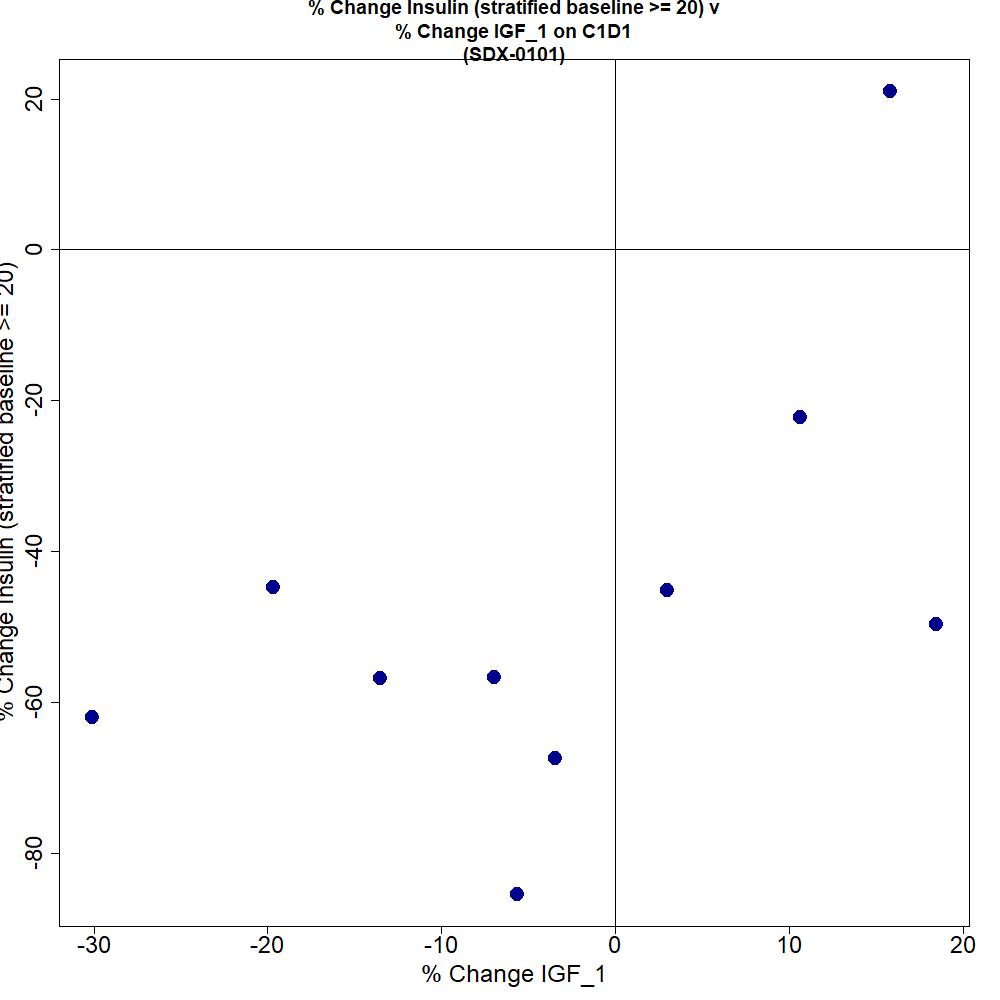 % Change Insulin (stratified baseline >= 20) v
% Change IGF_1 on C1D1
(SDX-0101)
% Change Insulin (stratified baseline >= 20)
20
0
-20
-40
-60
-80
-30 -20 -10 0 10 20
% Change IGF_1